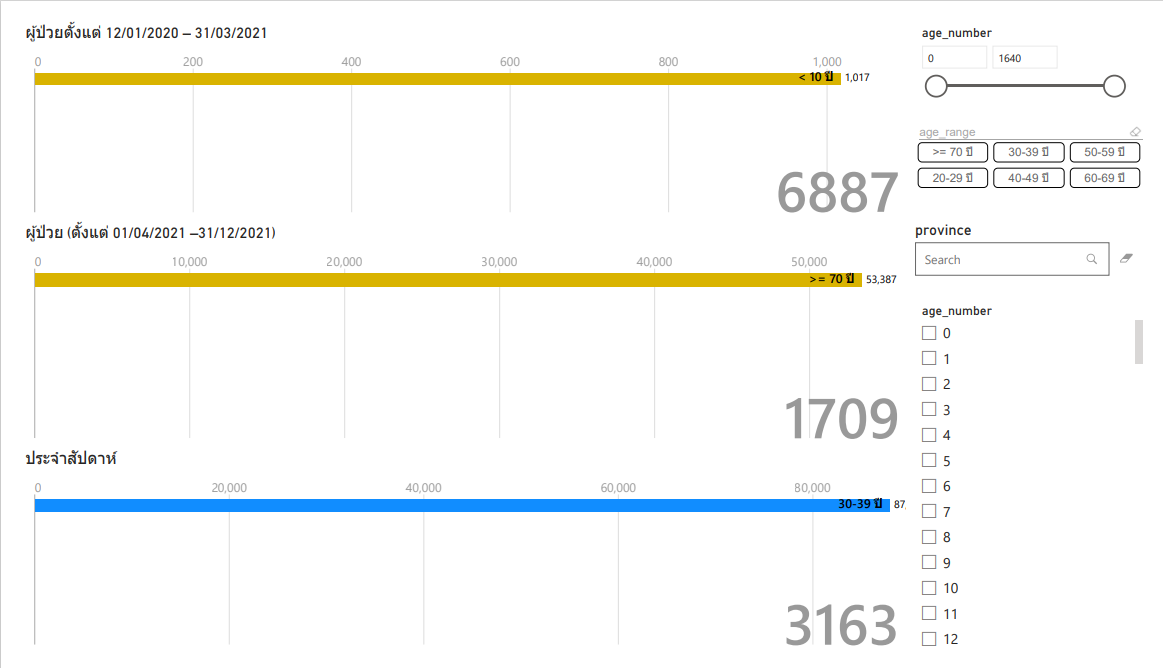 ผู้ป่วยตั้งแต่ 12/01/2020 – 31/03/2021
0 200 400 600 800 1,000
< 10 ปี 1,017
6887
ผู้ป่วย (ตั้งแต่ 01/04/2021 –31/12/2021)
0 10,000 20,000 30,000 40,000 50,000
>= 70 ปี 53,387
1709
ประจำสัปดาห์
0 20,000 40,000 60,000 80,000
30-39 ปี 87,
3163
age_number
0 1640
age_range
>= 70 ปี 30-39 ปี 50-59 ปี
20-29 ปี 40-49 ปี 60-69 ปี
province
Search
age_number
0
1
2
3
4
5
6
7
8
9
10
11
12